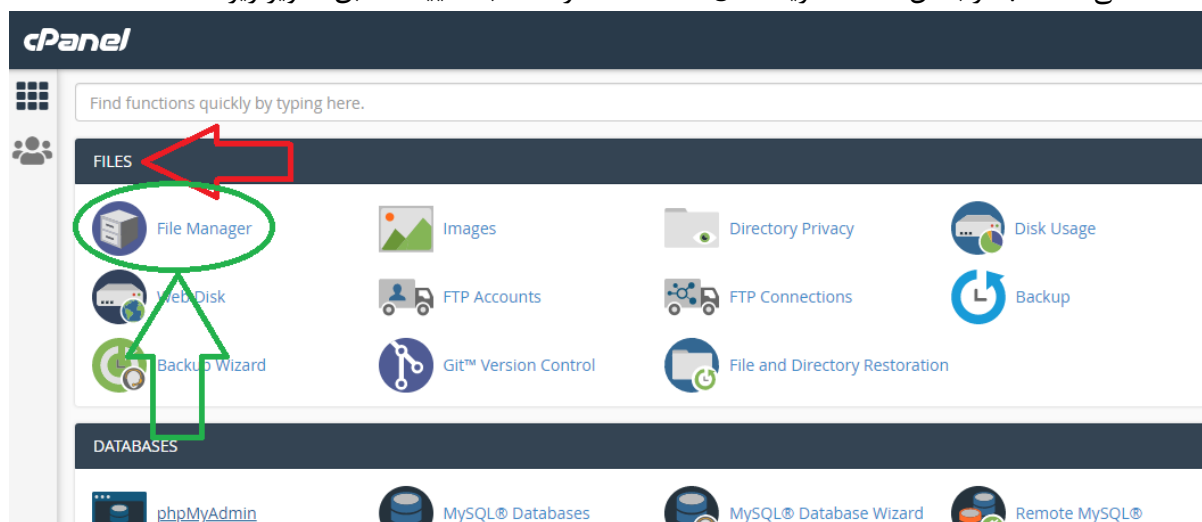 cPanel
Find functions quickly by typing here.
FILES
File Manager
Images
Directory Privacy
Disk Usage
Web Disk
FTP Accounts
FTP Connections
Backup
Backup Wizard
Git™ Version Control
File and Directory Restoration
DATABASES
phpMyAdmin
MySQL® Databases
MySQL® Database Wizard
Remote MySQL®